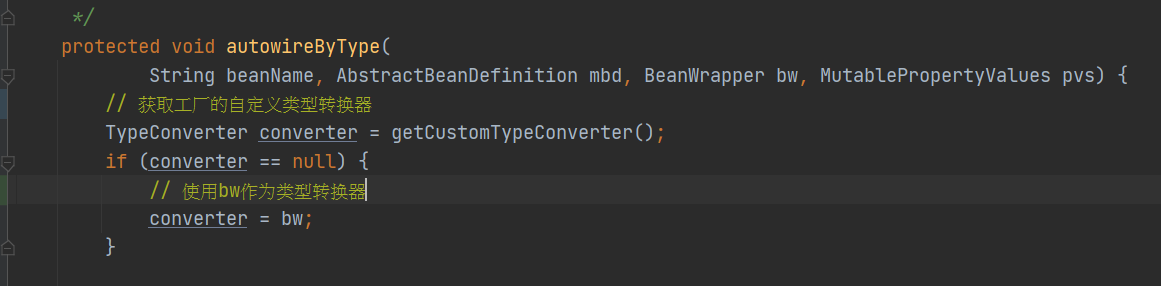 */
protected void autowireByType(
String beanName, AbstractBeanDefinition mbd, BeanWrapper bw, MutablePropertyValues pvs) {
// 获取工厂的自定义类型转换器
TypeConverter converter = getCustomTypeConverter();
if (converter == null) {
// 使用bw作为类型转换器
converter = bw;
}